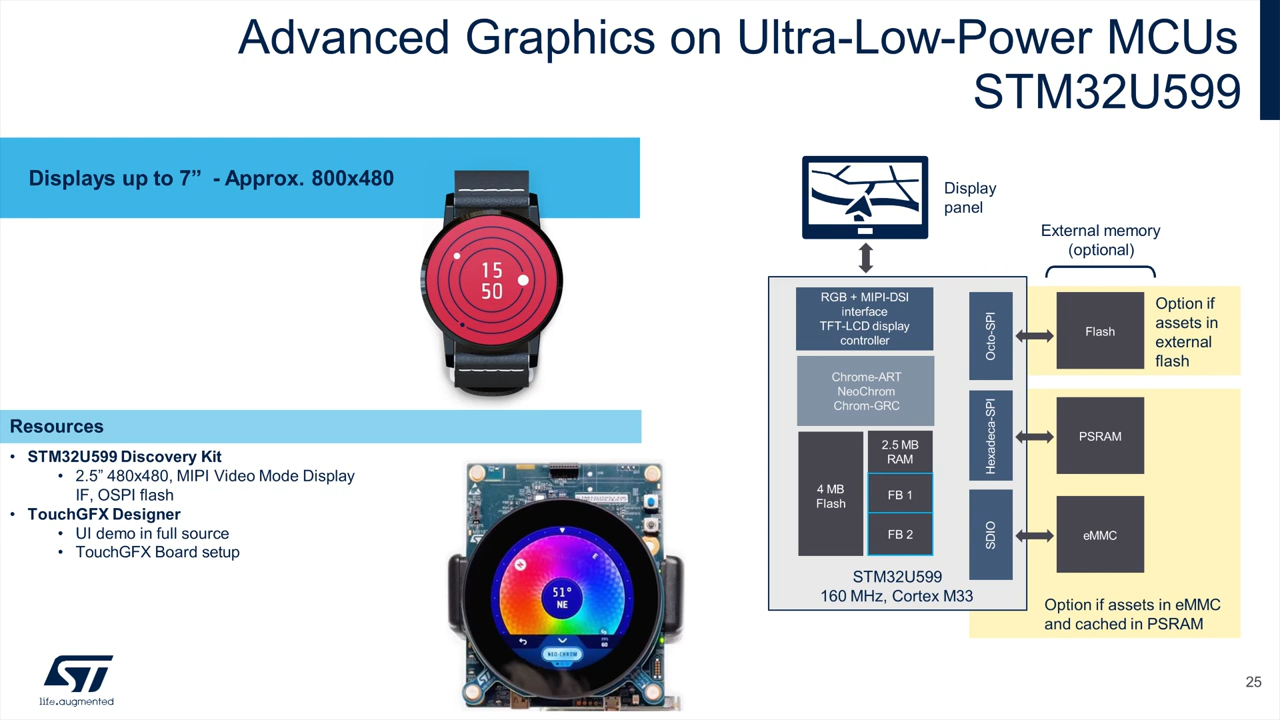 Advanced Graphics on Ultra-Low-Power MCUs
STM32U599
Displays up to 7” - Approx. 800x480
15
50
Resources
• STM32U599 Discovery Kit
• 2.5” 480x480, MIPI Video Mode Display
IF, OSPI flash
• TouchGFX Designer
• UI demo in full source
• TouchGFX Board setup
51°
NE
60
NEO-CHROM
Display
panel
External memory
(optional)
RGB + MIPI-DSI
interface
TFT-LCD display
controller
Chrome-ART
NeoChrom
Chrom-GRC
4 MB
Flash
2.5 MB
RAM
FB 1
FB 2
Octo-SPI
Hexadeca-SPI
SDIO
STM32U599
160 MHz, Cortex M33
Flash
PSRAM
eMMC
Option if
assets in
external
flash
Option if assets in eMMC
and cached in PSRAM
ST
life.augmented
25